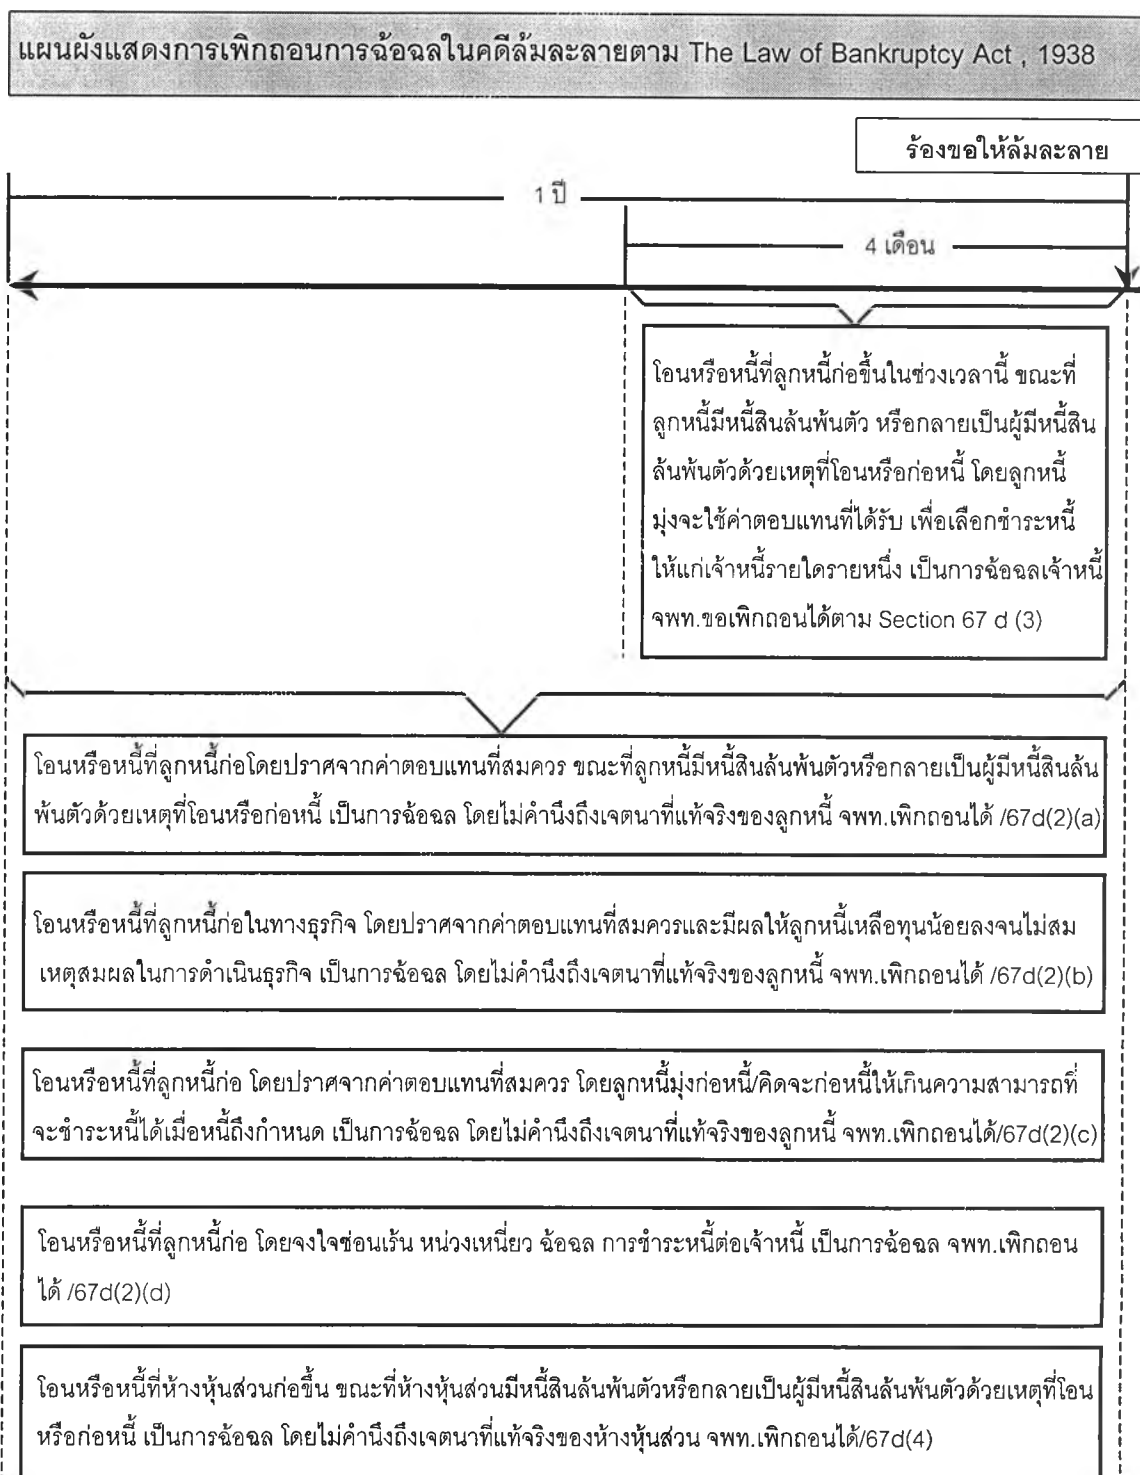 แผนผังแสดงการเพิกถอนการฉ้อฉลในคดีล้มละลายตาม The Law of Bankruptcy Act , 1938
ร้องขอให้ล้มละลาย
1 ปี
4 เดือน
โอนหรือหนี้ที่ลูกหนี้ก่อขึ้นในช่วงเวลานี้ ขณะที่
ลูกหนี้มีหนี้สินล้นพ้นตัว หรือกลายเป็นผู้มีหนี้สิน
ล้นพ้นตัวด้วยเหตุที่โอนหรือก่อหนี้ โดยลูกหนี้
มุ่งจะใช้ค่าตอบแทนที่ได้รับ เพื่อเลือกชำระหนี้
ให้แก่เจ้าหนี้รายใดรายหนึ่ง เป็นการฉ้อฉลเจ้าหนี้
จพท.ขอเพิกถอนได้ตาม Section 67 d (3)
โอนหรือหนี้ที่ลูกหนี้ก่อโดยปราศจากค่าตอบแทนที่สมควร ขณะที่ลูกหนี้มีหนี้สินล้นพ้นตัวหรือกลายเป็นผู้มีหนี้สินล้น
พ้นตัวด้วยเหตุที่โอนหรือก่อหนี้ เป็นการฉ้อฉล โดยไม่คำนึงถึงเจตนาที่แท้จริงของลูกหนี้ จพท.เพิกถอนได้ /67d(2)(a)
โอนหรือหนี้ที่ลูกหนี้ก่อในทางธุรกิจ โดยปราศจากค่าตอบแทนที่สมควรและมีผลให้ลูกหนี้เหลือทุนน้อยลงจนไม่สม
เหตุสมผลในการดำเนินธุรกิจ เป็นการฉ้อฉล โดยไม่คำนึงถึงเจตนาที่แท้จริงของลูกหนี้ จพท.เพิกถอนได้ /67d(2)(b)
โอนหรือหนี้ที่ลูกหนี้ก่อ โดยปราศจากค่าตอบแทนที่สมควร โดยลูกหนี้มุ่งก่อหนี้/คิดจะก่อหนี้ให้เกินความสามารถที่
จะชำระหนี้ได้เมื่อหนี้ถึงกำหนด เป็นการฉ้อฉล โดยไม่คำนึงถึงเจตนาที่แท้จริงของลูกหนี้ จพท.เพิกถอนได้/67d(2)(c)
โอนหรือหนี้ที่ลูกหนี้ก่อ โดยจงใจซ่อนเร้น หน่วงเหนี่ยว ฉ้อฉล การชำระหนี้ต่อเจ้าหนี้ เป็นการฉ้อฉล จพท.เพิกถอน
ได้ /67d(2)(d)
โอนหรือหนี้ที่ห้างหุ้นส่วนก่อขึ้น ขณะที่ห้างหุ้นส่วนมีหนี้สินล้นพ้นตัวหรือกลายเป็นผู้มีหนี้สินล้นพ้นตัวด้วยเหตุที่โอน
หรือก่อหนี้ เป็นการฉ้อฉล โดยไม่คำนึงถึงเจตนาที่แท้จริงของห้างหุ้นส่วน จพท.เพิกถอนได้/67d(4)